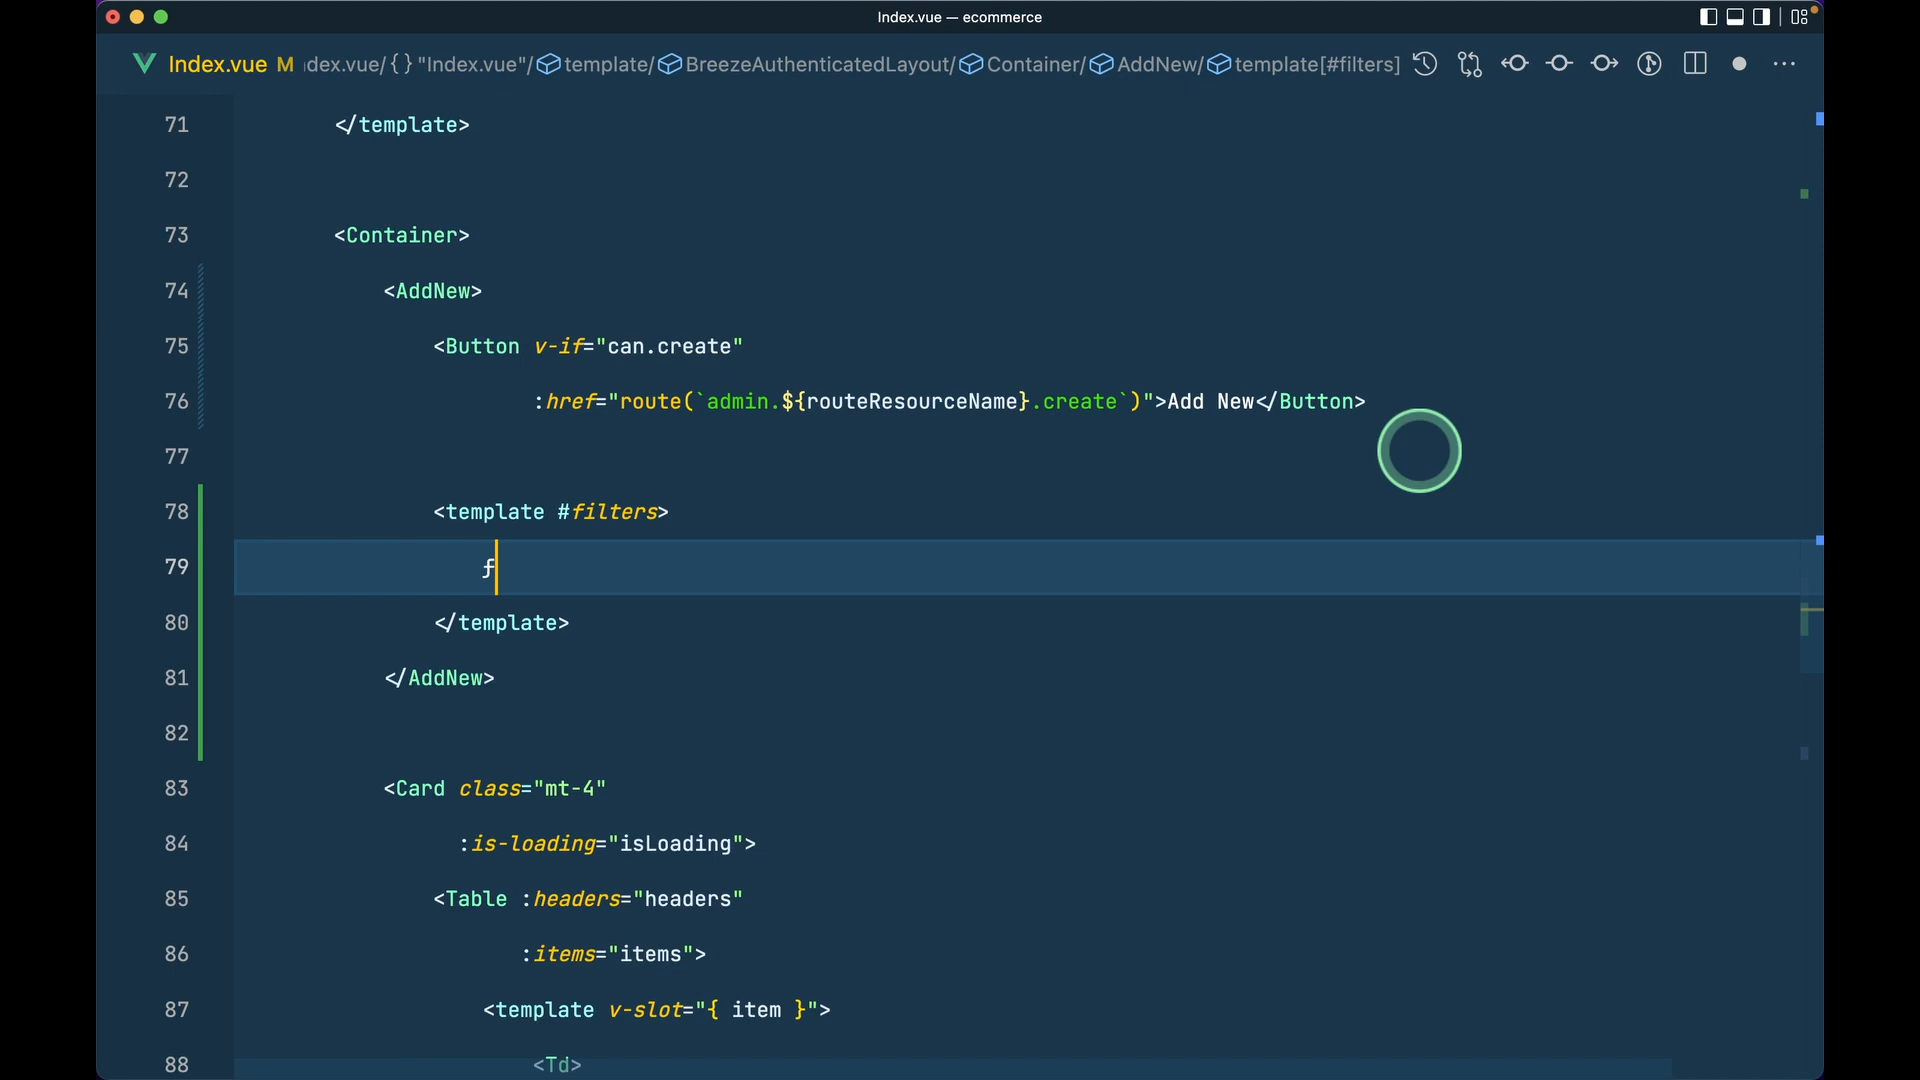 Index.vue — ecommerce
Index.vue M dex.vue/ {} "Index.vue"/ template/ BreezeAuthenticatedLayout/ Container/ AddNew/ template[#filters]
71 </template>
72
73 <Container>
74 <AddNew>
75 <Button v-if="can.create"
76 :href="route(`admin.${routeResourceName}.create`)">Add New</Button>
77
78 <template #filters>
79 f
80 </template>
81 </AddNew>
82
83 <Card class="mt-4"
84 :is-loading="isLoading">
85 <Table :headers="headers"
86 :items="items">
87 <template v-slot="{ item }">
88 <Td>